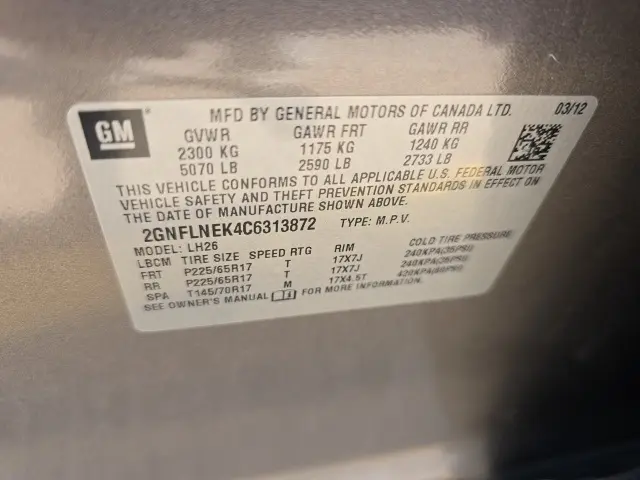 GM
MFD BY GENERAL MOTORS OF CANADA LTD. 03/12
GVWR GAWR FRT GAWR RR
2300 KG 1175 KG 1240 KG
5070 LB 2590 LB 2733 LB
THIS VEHICLE CONFORMS TO ALL APPLICABLE U.S. FEDERAL MOTOR
VEHICLE SAFETY AND THEFT PREVENTION STANDARDS IN EFFECT ON
THE DATE OF MANUFACTURE SHOWN ABOVE.
2GNFLNEK4C6313872 TYPE: M.P.V.
MODEL: LH26
LBCM TIRE SIZE SPEED RTG RIM COLD TIRE PRESSURE
FRT P225/65R17 T 17X7J 240KPA(35PSI)
RR P225/65R17 T 17X7J 240KPA(35PSI)
SPA T145/70R17 M 17X4.5T 420KPA(60PSI)
SEE OWNER'S MANUAL FOR MORE INFORMATION.